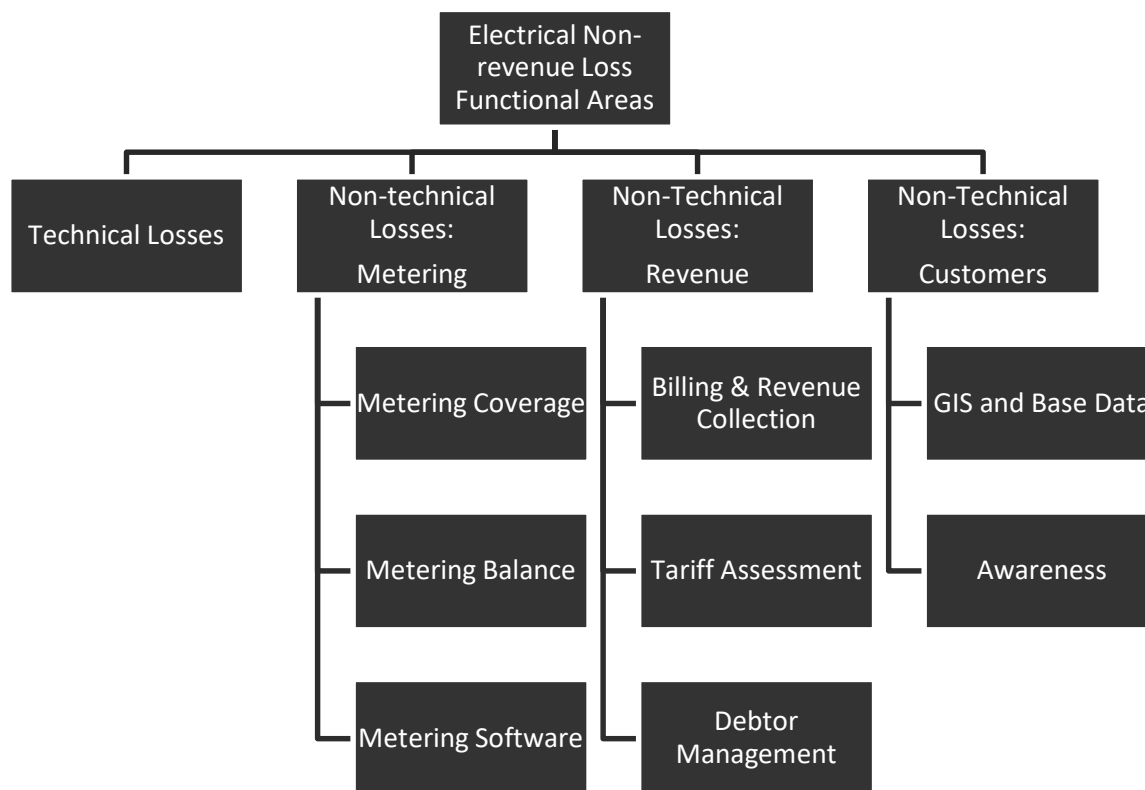 Electrical Non-
revenue Loss
Functional Areas
Technical Losses
Non-technical
Losses:
Metering
Non-Technical
Losses:
Revenue
Non-Technical
Losses:
Customers
Metering Coverage
Billing & Revenue
Collection
GIS and Base Data
Metering Balance
Tariff Assessment
Awareness
Metering Software
Debtor
Management